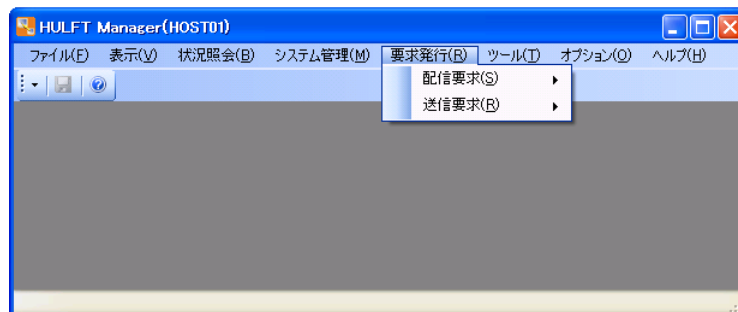 HULFT Manager(HOST01)
ファイル(F) 表示(V) 状況照会(B) システム管理(M) 要求発行(R) ツール(T) オプション(O) ヘルプ(H)
配信要求(S)
送信要求(R)